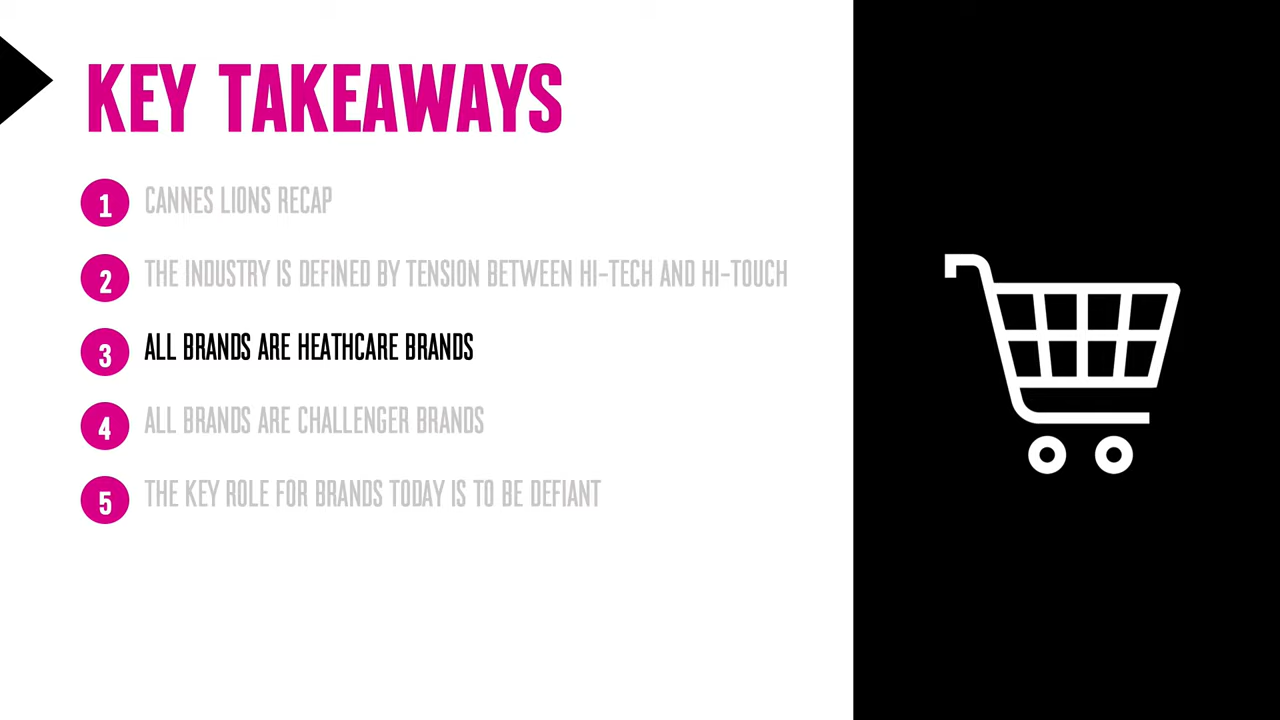 KEY TAKEAWAYS
1 CANNES LIONS RECAP
2 THE INDUSTRY IS DEFINED BY TENSION BETWEEN HI-TECH AND HI-TOUCH
3 ALL BRANDS ARE HEATHCARE BRANDS
4 ALL BRANDS ARE CHALLENGER BRANDS
5 THE KEY ROLE FOR BRANDS TODAY IS TO BE DEFIANT